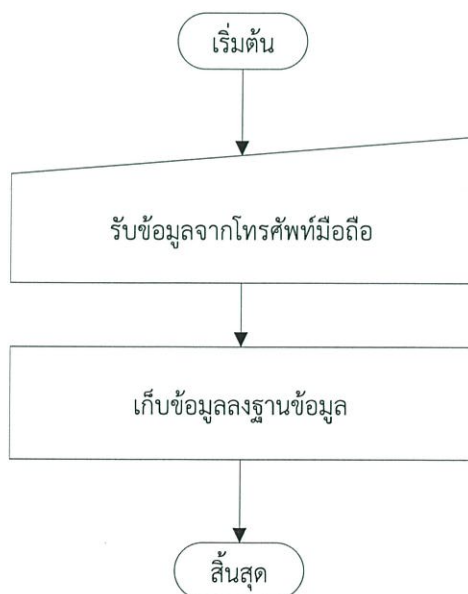 เริ่มต้น
รับข้อมูลจากโทรศัพท์มือถือ
เก็บข้อมูลลงฐานข้อมูล
สิ้นสุด